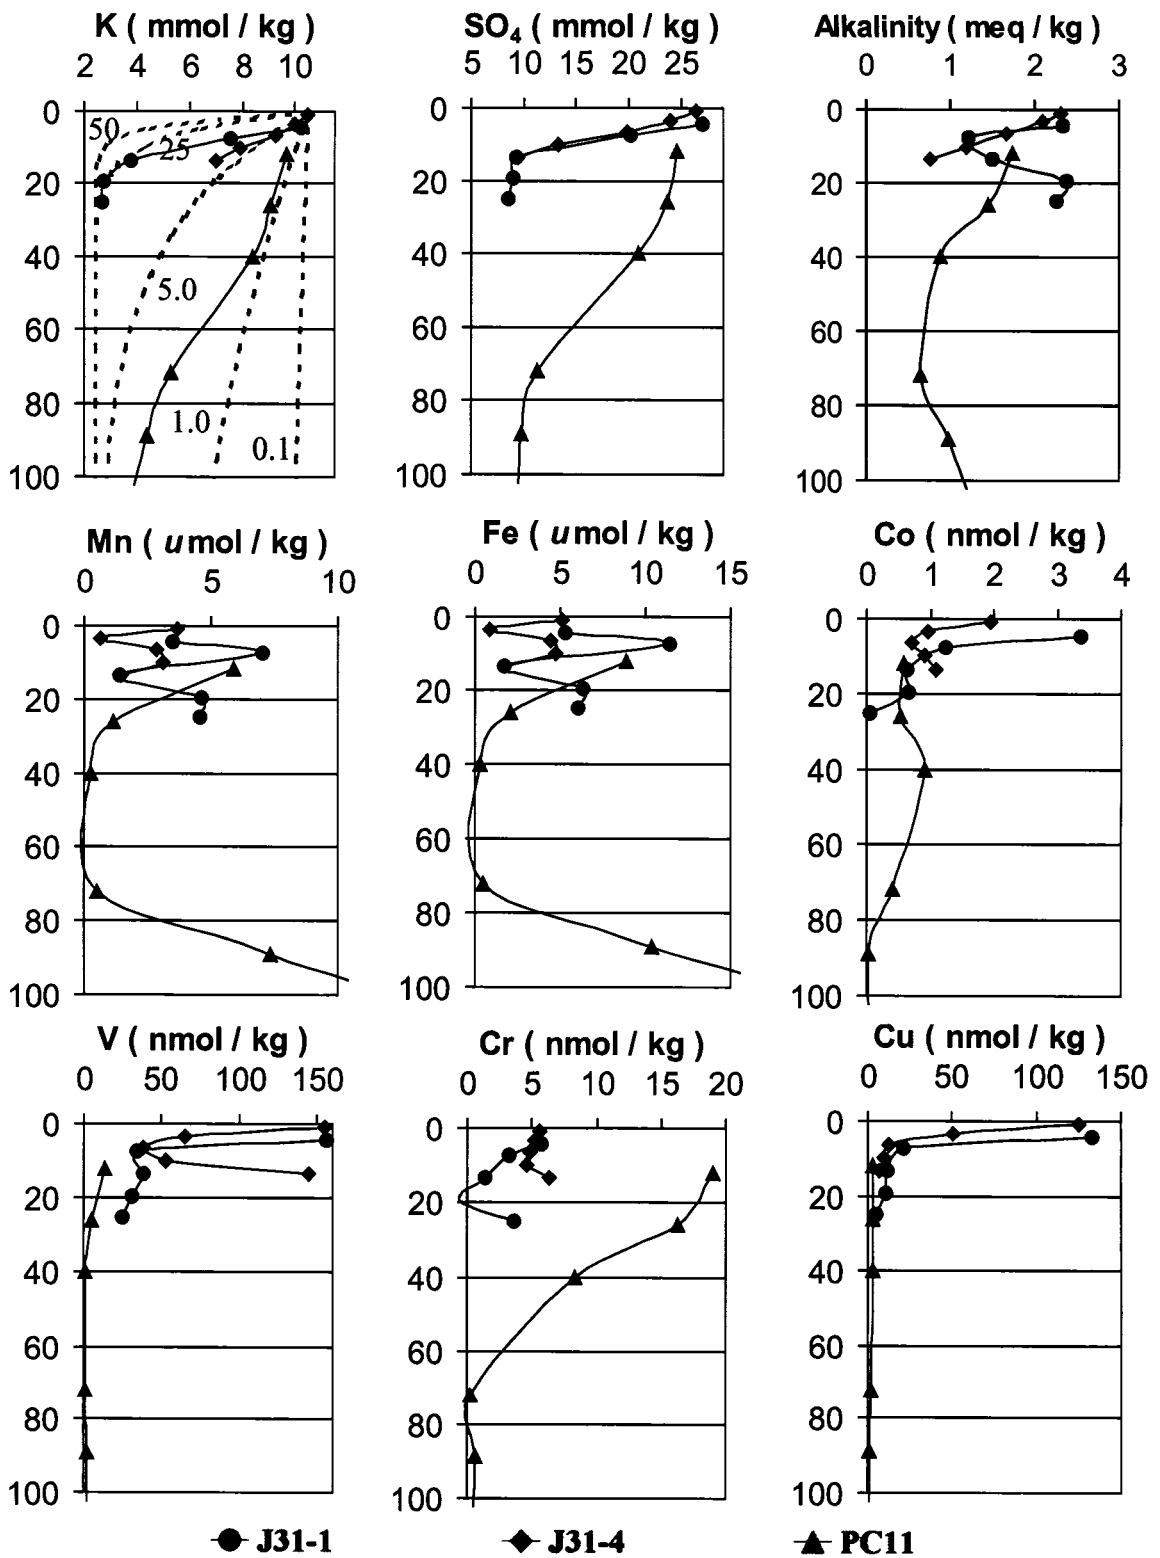 K ( mmol / kg ) SO4 ( mmol / kg ) Alkalinity ( meq / kg )
2 4 6 8 10 5 10 15 20 25 0 1 2 3
0 0 0
50
25
20 20 20
40 40 40
5.0
60 60 60
80 80 80
1.0
0.1
100 100 100
Mn ( umol / kg ) Fe ( umol / kg ) Co ( nmol / kg )
0 5 10 0 5 10 15 0 1 2 3 4
0 0 0
20 20 20
40 40 40
60 60 60
80 80 80
100 100 100
V ( nmol / kg ) Cr ( nmol / kg ) Cu ( nmol / kg )
0 50 100 150 0 5 10 15 20 0 50 100 150
0 0 0
20 20 20
40 40 40
60 60 60
80 80 80
100 100 100
J31-1 J31-4 PC11